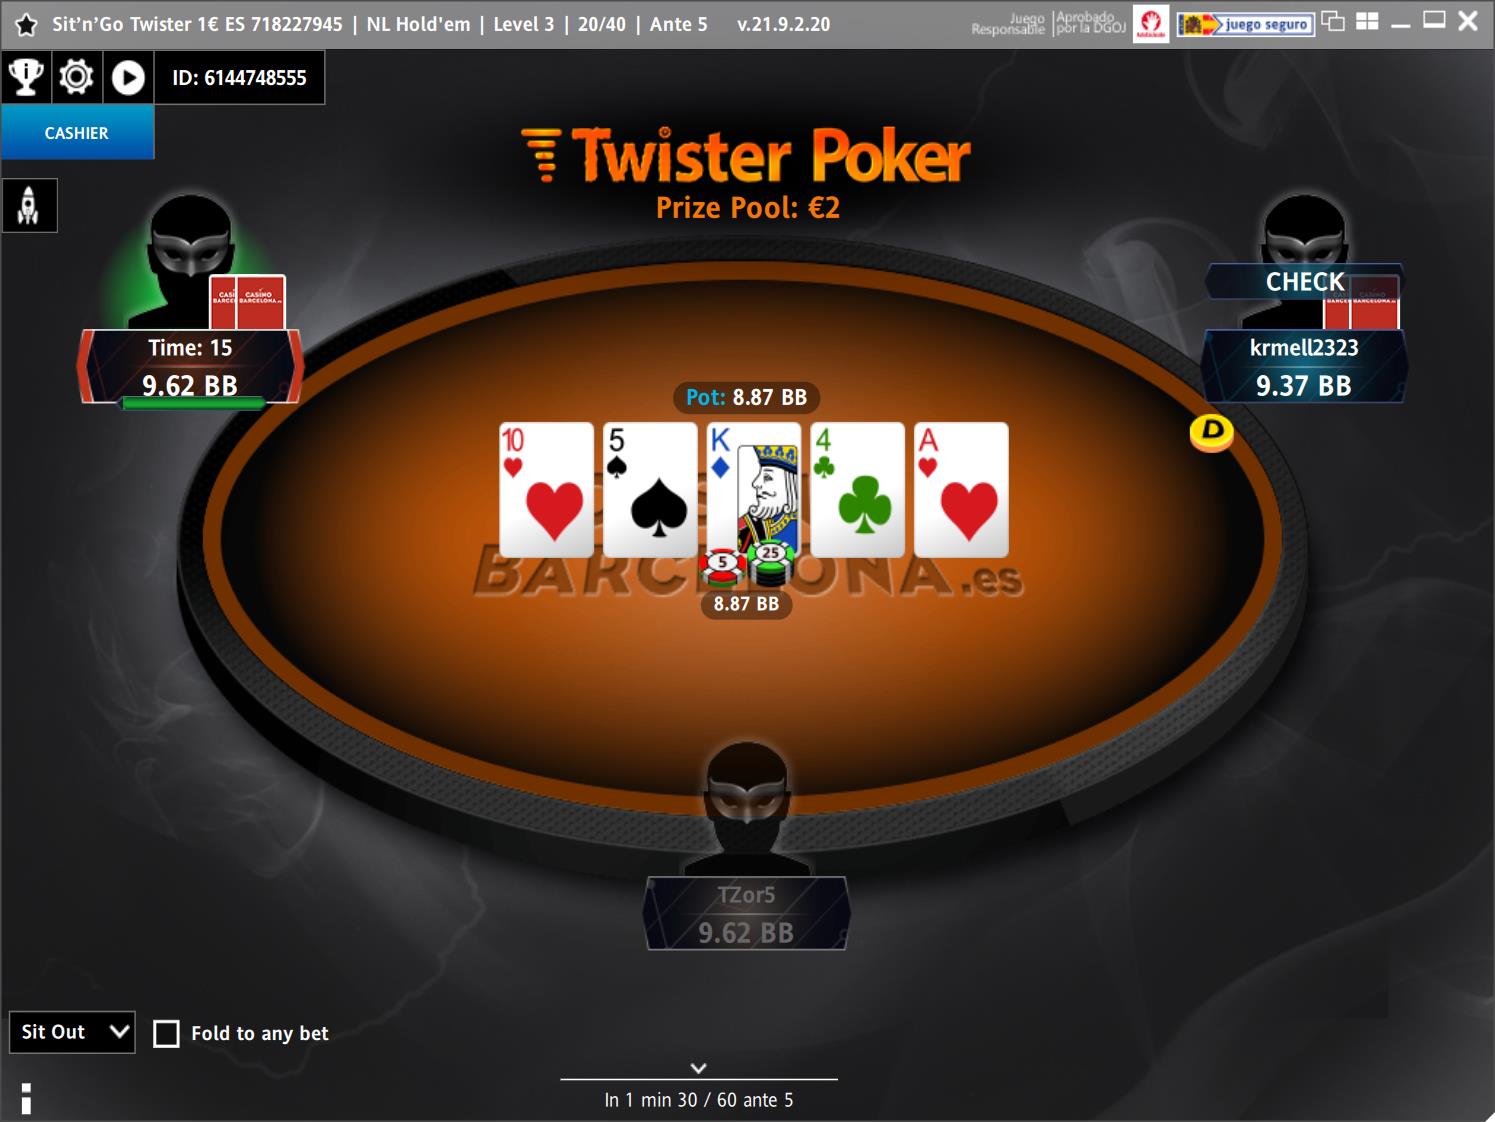 Sit'n'Go Twister 1€ ES 718227945 | NL Hold'em | Level 3 | 20/40 | Ante 5 v.21.9.2.20
Juego Responsable
Aprobado por la DGOJ
juego seguro
ID: 6144748555
CASHIER
Twister Poker
Prize Pool: €2
CASINO BARCELONA.es
Time: 15
9.62 BB
CHECK
krmell2323
9.37 BB
D
Pot: 8.87 BB
10 5 K 4 A
5 25
BARCELONA.es
8.87 BB
TZor5
9.62 BB
Sit Out
Fold to any bet
In 1 min 30 / 60 ante 5